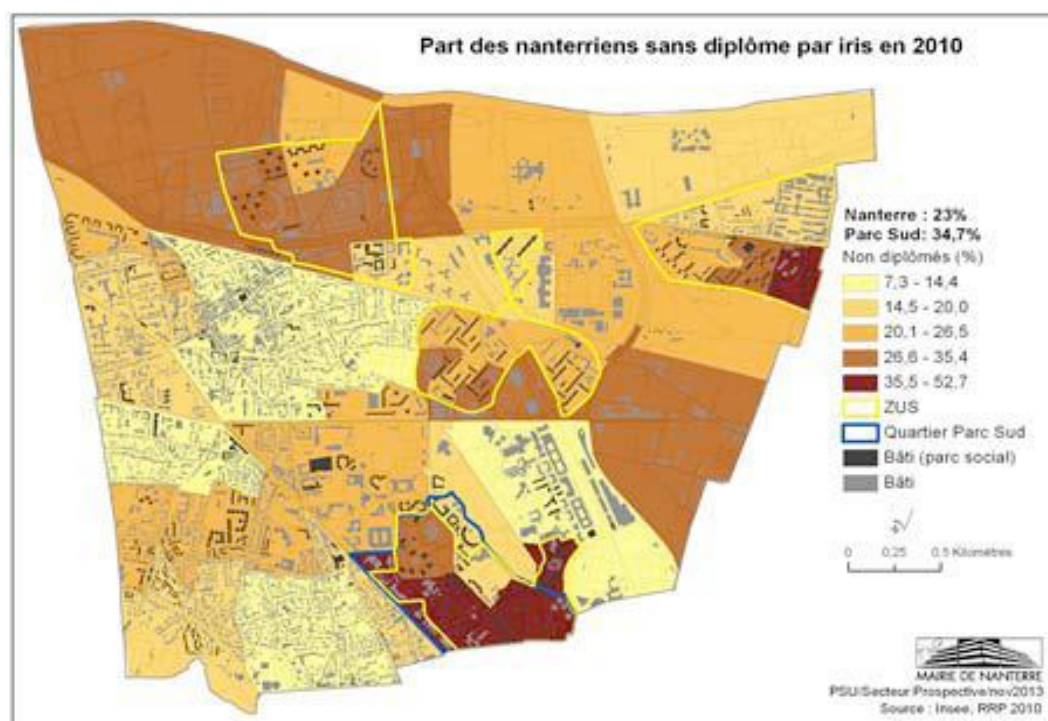 Part des nanterriens sans diplôme par iris en 2010
Nanterre : 23%
Parc Sud: 34,7%
Non diplômés (%)
7,3 - 14,4
14,5 - 20,0
20,1 - 26,5
26,6 - 35,4
35,5 - 52,7
ZUS
Quartier Parc Sud
Bâti (parc social)
Bâti
0 0,25 0,5 Kilomètres
MAIRIE DE NANTERRE
PSU/Secteur Prospective/nov2013
Source : Insee, RRP 2010